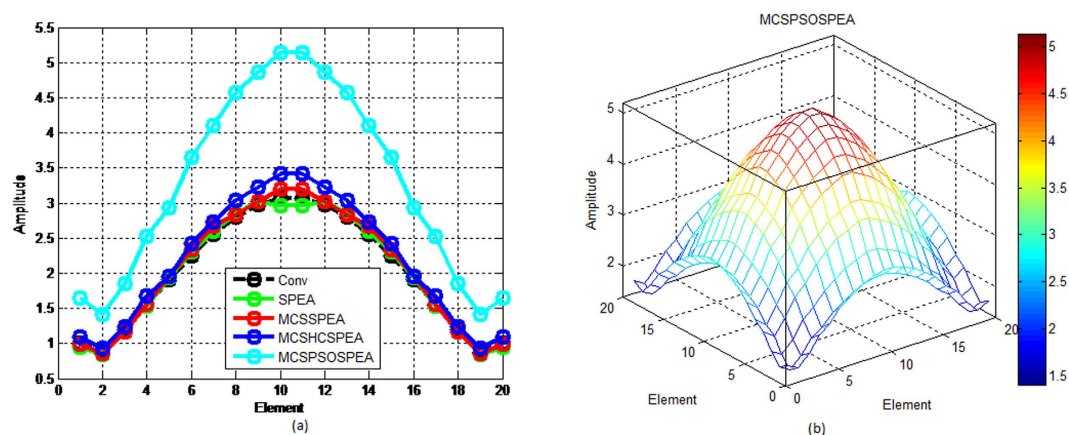 5.5
5
4.5
4
3.5
3
2.5
2
1.5
1
0.5
Amplitude
Conv
SPEA
MCSSPEA
MCSHCSPEA
MCSPSOSPEA
0 2 4 6 8 10 12 14 16 18 20
Element
(a)
MCSPSOSPEA
5
4
3
2
Amplitude
20
15
10
5
0
Element
0
5
10
15
20
Element
5
4.5
4
3.5
3
2.5
2
1.5
(b)